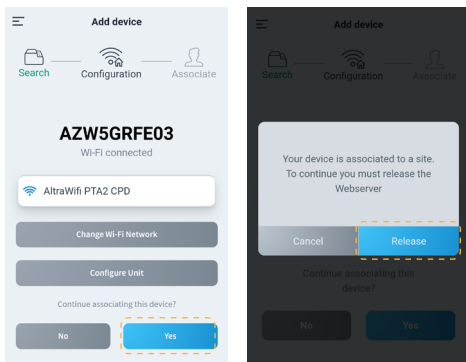 Add device
Search
Configuration
Associate
AZW5GRFE03
Wi-Fi connected
AltraWifi PTA2 CPD
Change Wi-Fi Network
Configure Unit
Continue associating this device?
No
Yes
Add device
Search
Configuration
Associate
Your device is associated to a site.
To continue you must release the
Webserver
Cancel
Release
Continue associating this
device?
No
Yes